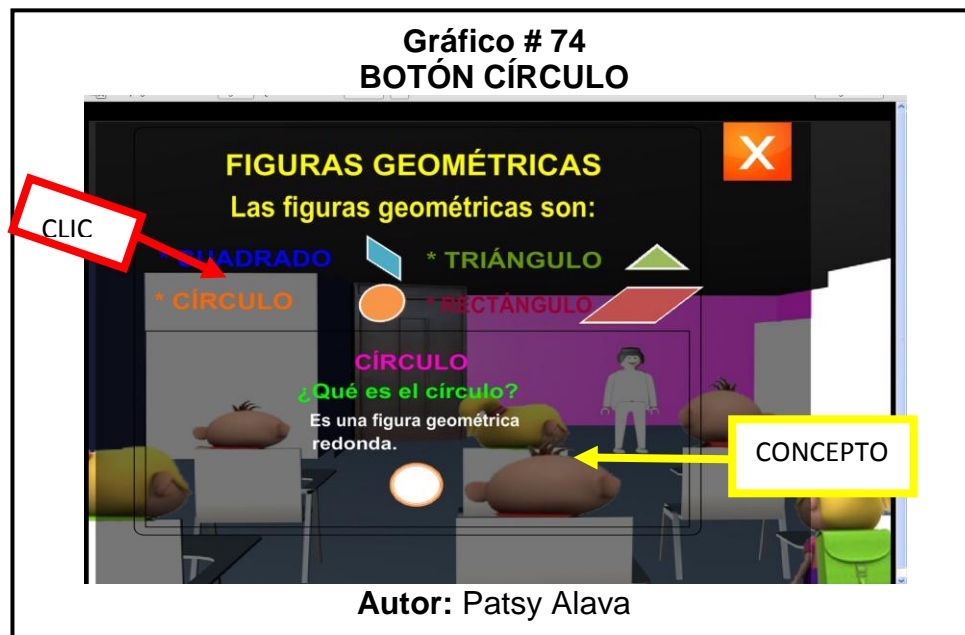 Gráfico # 74
BOTÓN CÍRCULO
X
FIGURAS GEOMÉTRICAS
Las figuras geométricas son:
CLIC
* CUADRADO * TRIÁNGULO
* CÍRCULO * RECTÁNGULO
CÍRCULO
¿Qué es el círculo?
Es una figura geométrica
redonda.
CONCEPTO
Autor: Patsy Alava